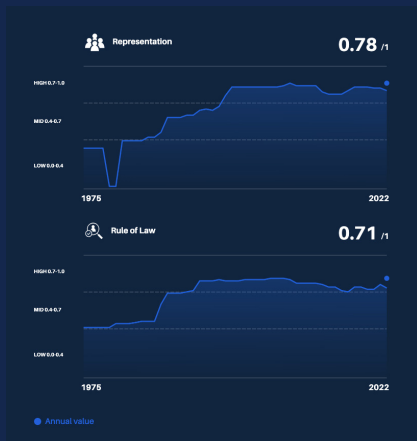 Representation
0.78 /1
HIGH 0.7-1.0
MID 0.4-0.7
LOW 0.0-0.4
1975
2022
Rule of Law
0.71 /1
HIGH 0.7-1.0
MID 0.4-0.7
LOW 0.0-0.4
1975
2022
Annual value